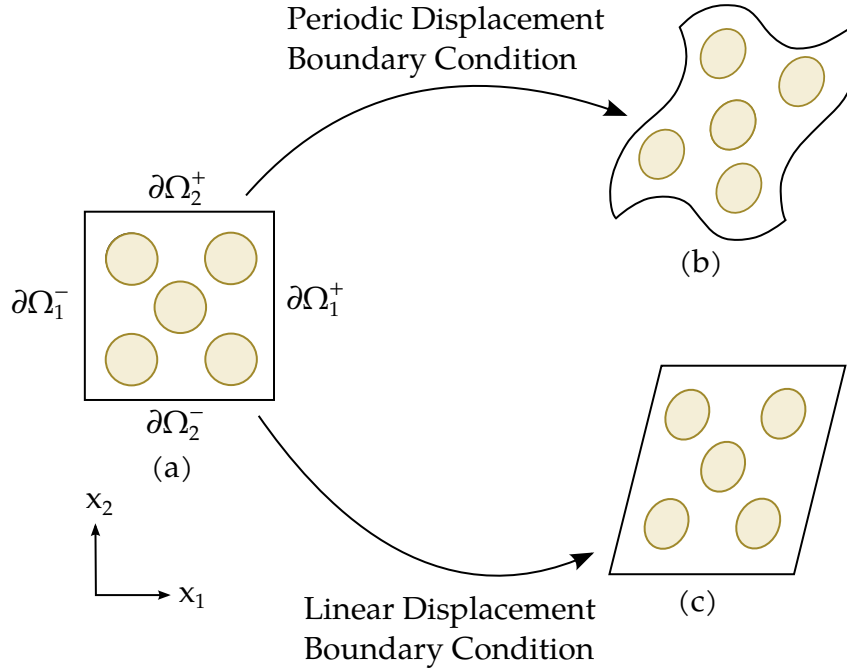 Periodic Displacement
Boundary Condition
(b)
∂Ω₂⁺
∂Ω₁⁻
∂Ω₁⁺
∂Ω₂⁻
(a)
x₂
x₁
Linear Displacement
Boundary Condition
(c)